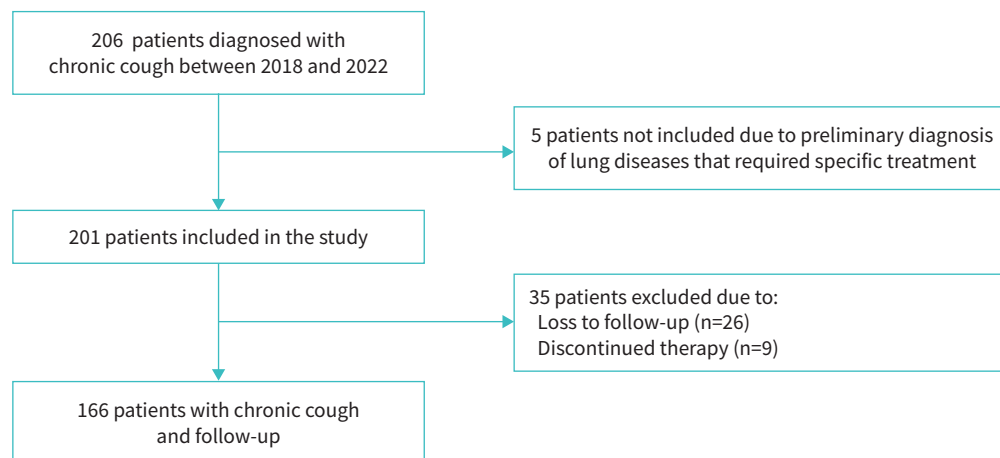 206 patients diagnosed with
chronic cough between 2018 and 2022
5 patients not included due to preliminary diagnosis
of lung diseases that required specific treatment
201 patients included in the study
35 patients excluded due to:
Loss to follow-up (n=26)
Discontinued therapy (n=9)
166 patients with chronic cough
and follow-up